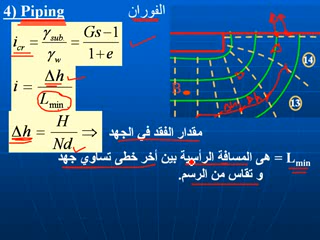 4) Piping الفوران
i_cr = γ_sub. / γ_w = (Gs − 1) / (1 + e)
i = Δh / L_min
Δh = H / Nd ⇒ مقدار الفقد في الجهد
L_min = هى المسافة الرأسية بين أخر خطى تساوي جهد
و تقاس من الرسم.
14
13